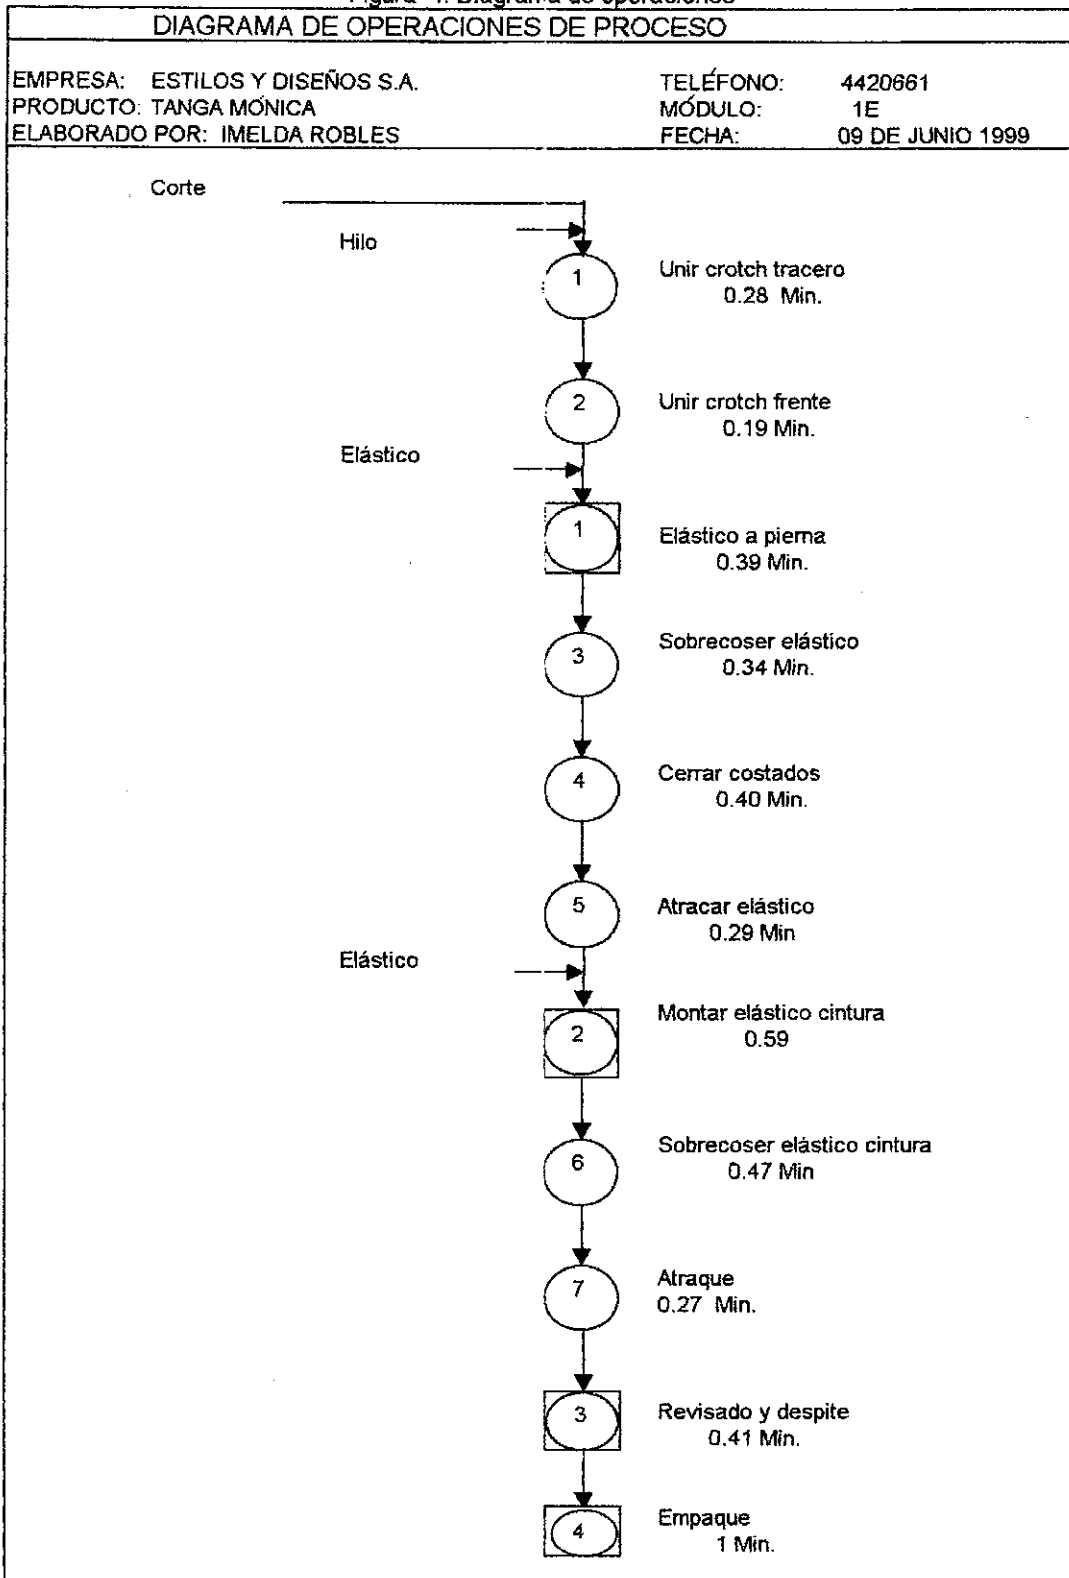 DIAGRAMA DE OPERACIONES DE PROCESO
EMPRESA: ESTILOS Y DISEÑOS S.A. TELÉFONO: 4420661
PRODUCTO: TANGA MÓNICA MÓDULO: 1E
ELABORADO POR: IMELDA ROBLES FECHA: 09 DE JUNIO 1999
Corte
Hilo
1 Unir crotch tracero
0.28 Min.
2 Unir crotch frente
0.19 Min.
Elástico
1 Elástico a pierna
0.39 Min.
3 Sobrecoser elástico
0.34 Min.
4 Cerrar costados
0.40 Min.
5 Atracar elástico
0.29 Min
Elástico
2 Montar elástico cintura
0.59
6 Sobrecoser elástico cintura
0.47 Min
7 Atraque
0.27 Min.
3 Revisado y despite
0.41 Min.
4 Empaque
1 Min.